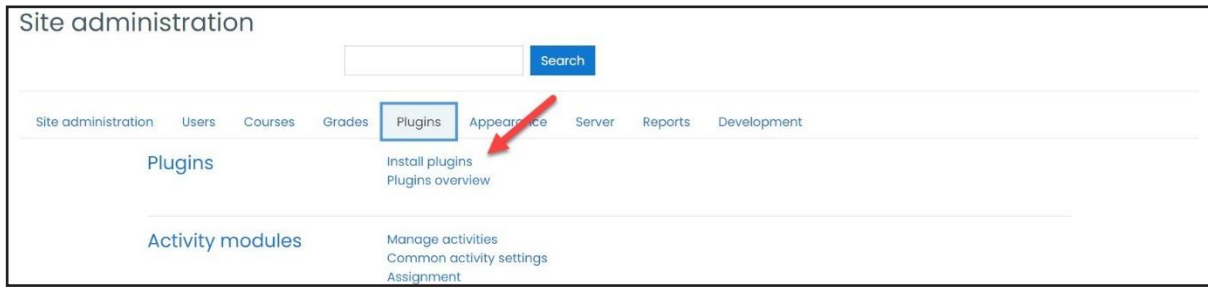 Site administration
Search
Site administration Users Courses Grades Plugins Appearance Server Reports Development
Plugins Install plugins
Plugins overview
Activity modules Manage activities
Common activity settings
Assignment